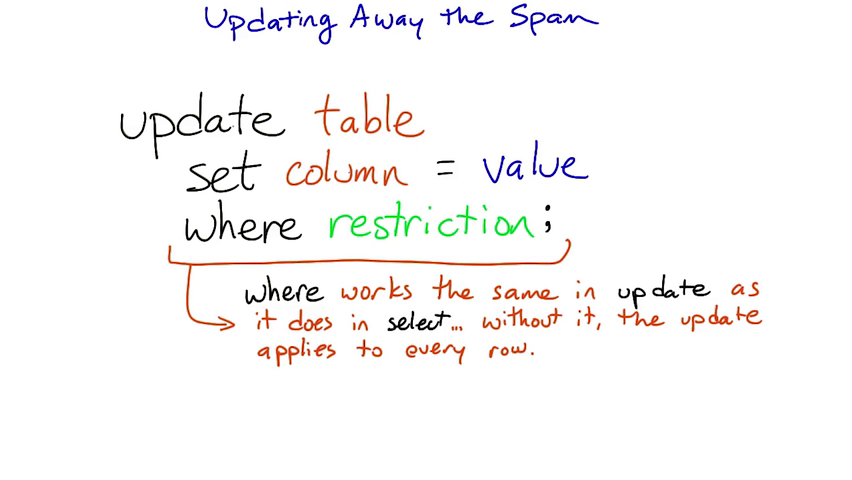 Updating Away the Spam
update table
set column = value
where restriction;
where works the same in update as
it does in select... without it, the update
applies to every row.